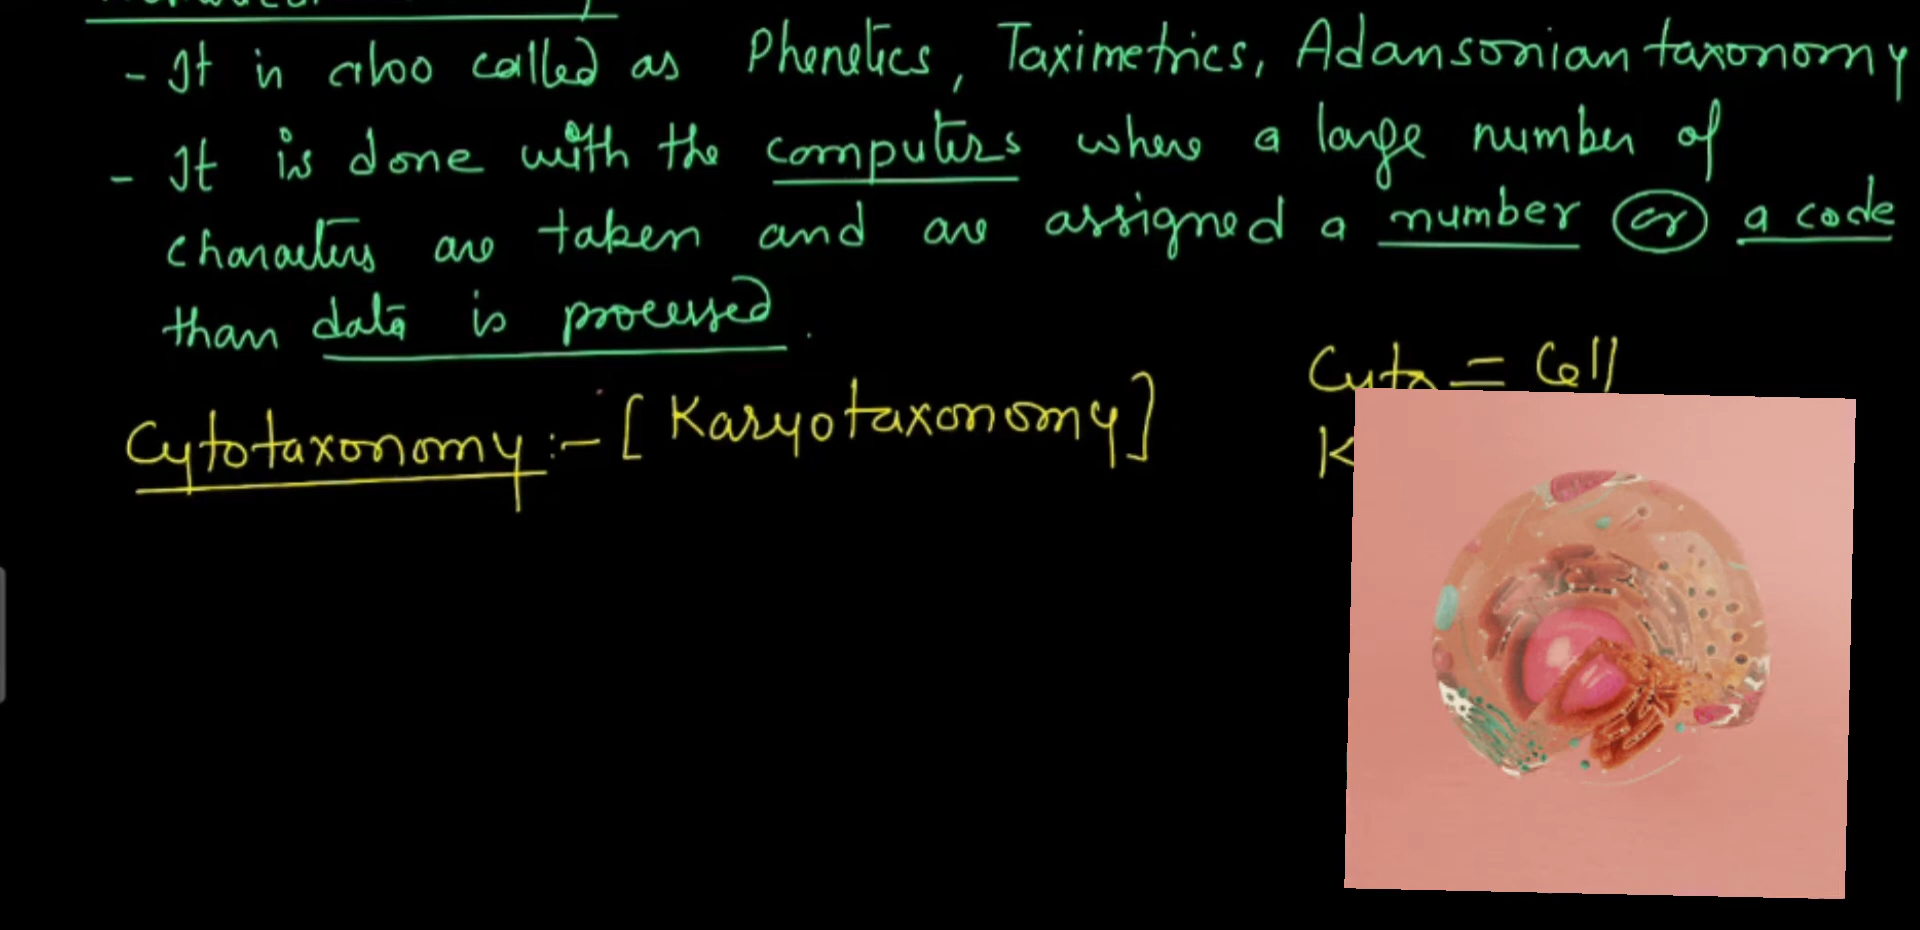 - It is also called as Phenetics, Taximetrics, Adansonian taxonomy
- It is done with the computers where a large number of
characters are taken and are assigned a number or a code
than data is processed.
Cyto = Cell
Cytotaxonomy :- [Karyotaxonomy]
K